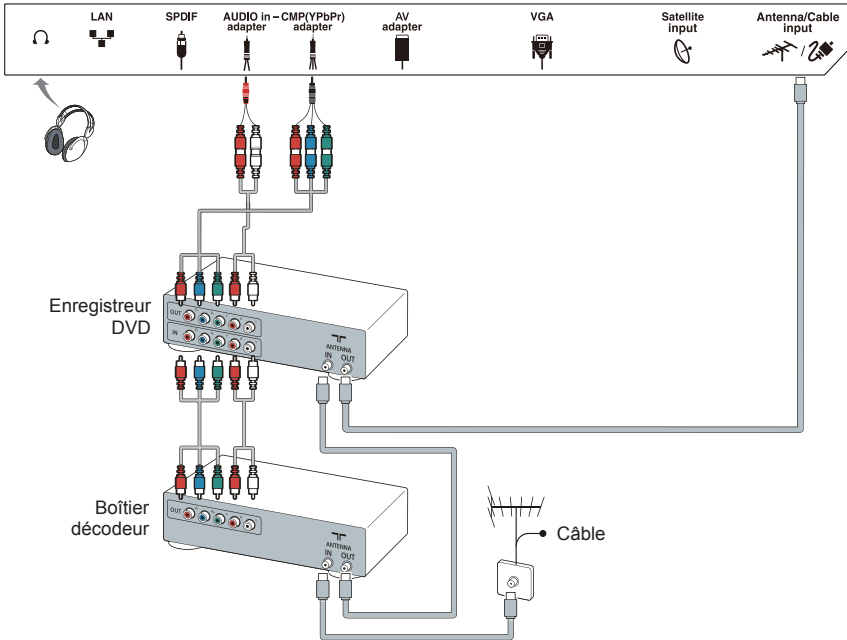 LAN
SPDIF
AUDIO in – CMP(YPbPr)
adapter adapter
AV
adapter
VGA
Satellite
input
Antenna/Cable
input
/
Enregistreur
DVD
OUT
IN
ANTENNA
IN OUT
Boîtier
décodeur
OUT
ANTENNA
IN OUT
Câble